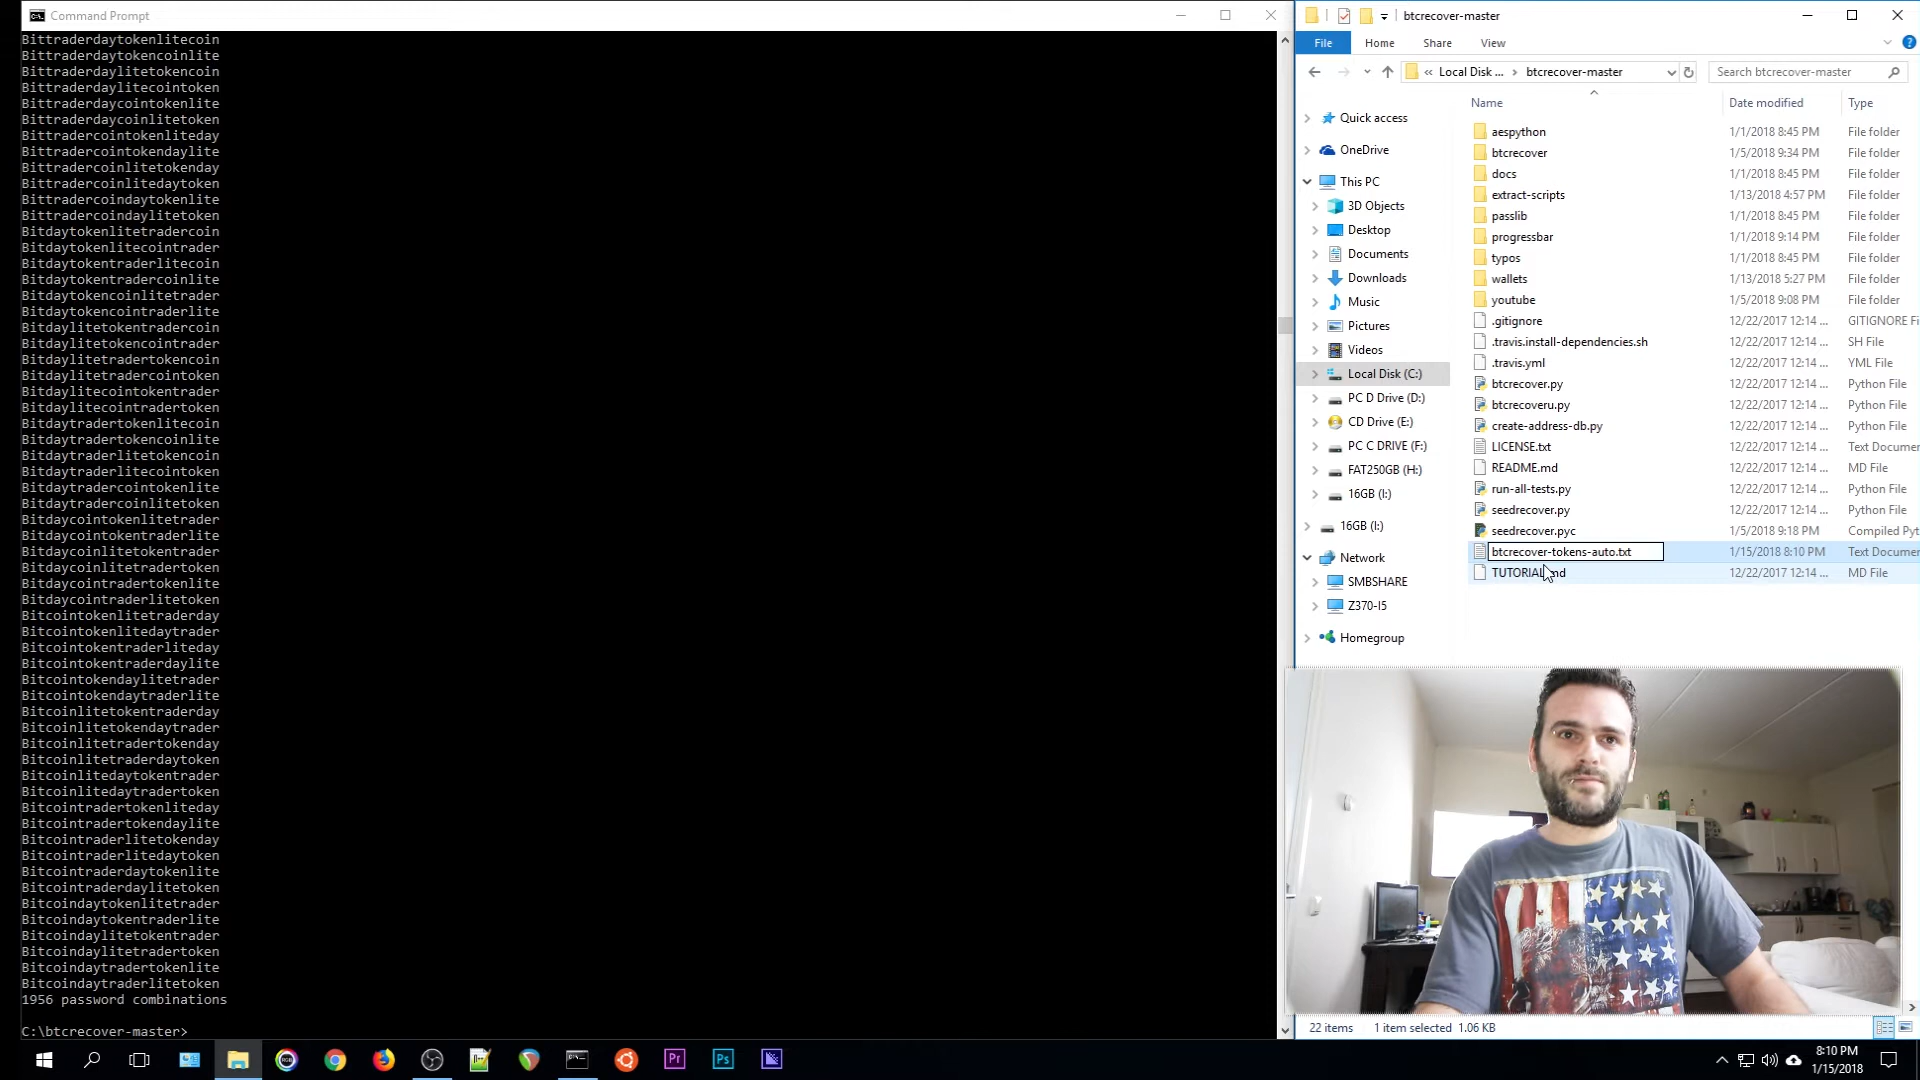 Command Prompt
Bittraderdaytokenlitecoin
Bittraderdaytokencoinlite
Bittraderdaylitetokencoin
Bittraderdaylitecointoken
Bittraderdaycointokenlite
Bittraderdaycoinlitetoken
Bittradercointokenliteday
Bittradercointokendaylite
Bittradercoinlitetokenday
Bittradercoinlitedaytoken
Bittradercoindaytokenlite
Bittradercoindaylitetoken
Bitdaytokenlitetradercoin
Bitdaytokenlitecointrader
Bitdaytokentraderlitecoin
Bitdaytokentradercoinlite
Bitdaytokencoinlitetrader
Bitdaytokencointraderlite
Bitdaylitetokentradercoin
Bitdaylitetokencointrader
Bitdaylitetradertokencoin
Bitdaylitetradercointoken
Bitdaylitecointokentrader
Bitdaylitecointradertoken
Bitdaytradertokenlitecoin
Bitdaytradertokencoinlite
Bitdaytraderlitetokencoin
Bitdaytraderlitecointoken
Bitdaytradercointokenlite
Bitdaytradercoinlitetoken
Bitdaycointokenlitetrader
Bitdaycointokentraderlite
Bitdaycoinlitetokentrader
Bitdaycoinlitetradertoken
Bitdaycointradertokenlite
Bitdaycointraderlitetoken
Bitcointokenlitetraderday
Bitcointokenlitedaytrader
Bitcointokentraderliteday
Bitcointokentraderdaylite
Bitcointokendaylitetrader
Bitcointokendaytraderlite
Bitcoinlitetokentraderday
Bitcoinlitetokendaytrader
Bitcoinlitetradertokenday
Bitcoinlitetraderdaytoken
Bitcoinlitedaytokentrader
Bitcoinlitedaytradertoken
Bitcointradertokenliteday
Bitcointradertokendaylite
Bitcointraderlitetokenday
Bitcointraderlitedaytoken
Bitcointraderdaytokenlite
Bitcointraderdaylitetoken
Bitcoindaytokenlitetrader
Bitcoindaytokentraderlite
Bitcoindaylitetokentrader
Bitcoindaylitetradertoken
Bitcoindaytradertokenlite
Bitcoindaytraderlitetoken
1956 password combinations
C:\btcrecover-master>
btcrecover-master
File Home Share View
« Local Disk ... › btcrecover-master
Search btcrecover-master
Quick access
OneDrive
This PC
3D Objects
Desktop
Documents
Downloads
Music
Pictures
Videos
Local Disk (C:)
PC D Drive (D:)
CD Drive (E:)
PC C DRIVE (F:)
FAT250GB (H:)
16GB (I:)
16GB (I:)
Network
SMBSHARE
Z370-I5
Homegroup
Name Date modified Type
aespython 1/1/2018 8:45 PM File folder
btcrecover 1/5/2018 9:34 PM File folder
docs 1/1/2018 8:45 PM File folder
extract-scripts 1/13/2018 4:57 PM File folder
passlib 1/1/2018 8:45 PM File folder
progressbar 1/1/2018 9:14 PM File folder
typos 1/1/2018 8:45 PM File folder
wallets 1/13/2018 5:27 PM File folder
youtube 1/5/2018 9:08 PM File folder
.gitignore 12/22/2017 12:14 ... GITIGNORE Fi
.travis.install-dependencies.sh 12/22/2017 12:14 ... SH File
.travis.yml 12/22/2017 12:14 ... YML File
btcrecover.py 12/22/2017 12:14 ... Python File
btcrecoveru.py 12/22/2017 12:14 ... Python File
create-address-db.py 12/22/2017 12:14 ... Python File
LICENSE.txt 12/22/2017 12:14 ... Text Documen
README.md 12/22/2017 12:14 ... MD File
run-all-tests.py 12/22/2017 12:14 ... Python File
seedrecover.py 12/22/2017 12:14 ... Python File
seedrecover.pyc 1/5/2018 9:18 PM Compiled Pyt
btcrecover-tokens-auto.txt 1/15/2018 8:10 PM Text Documen
TUTORIAL.md 12/22/2017 12:14 ... MD File
22 items 1 item selected 1.06 KB
Pr
Ps
8:10 PM
1/15/2018